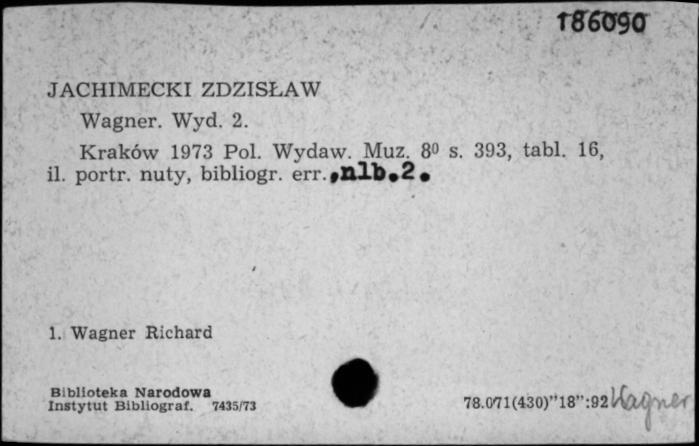 186090
JACHIMECKI ZDZISŁAW
Wagner. Wyd. 2.
Kraków 1973 Pol. Wydaw. Muz. 8⁰ s. 393, tabl. 16,
il. portr. nuty, bibliogr. err.,nlb.2.
1. Wagner Richard
Biblioteka Narodowa
Instytut Bibliograf. 7435/73
78.071(430)"18":92 Wagner